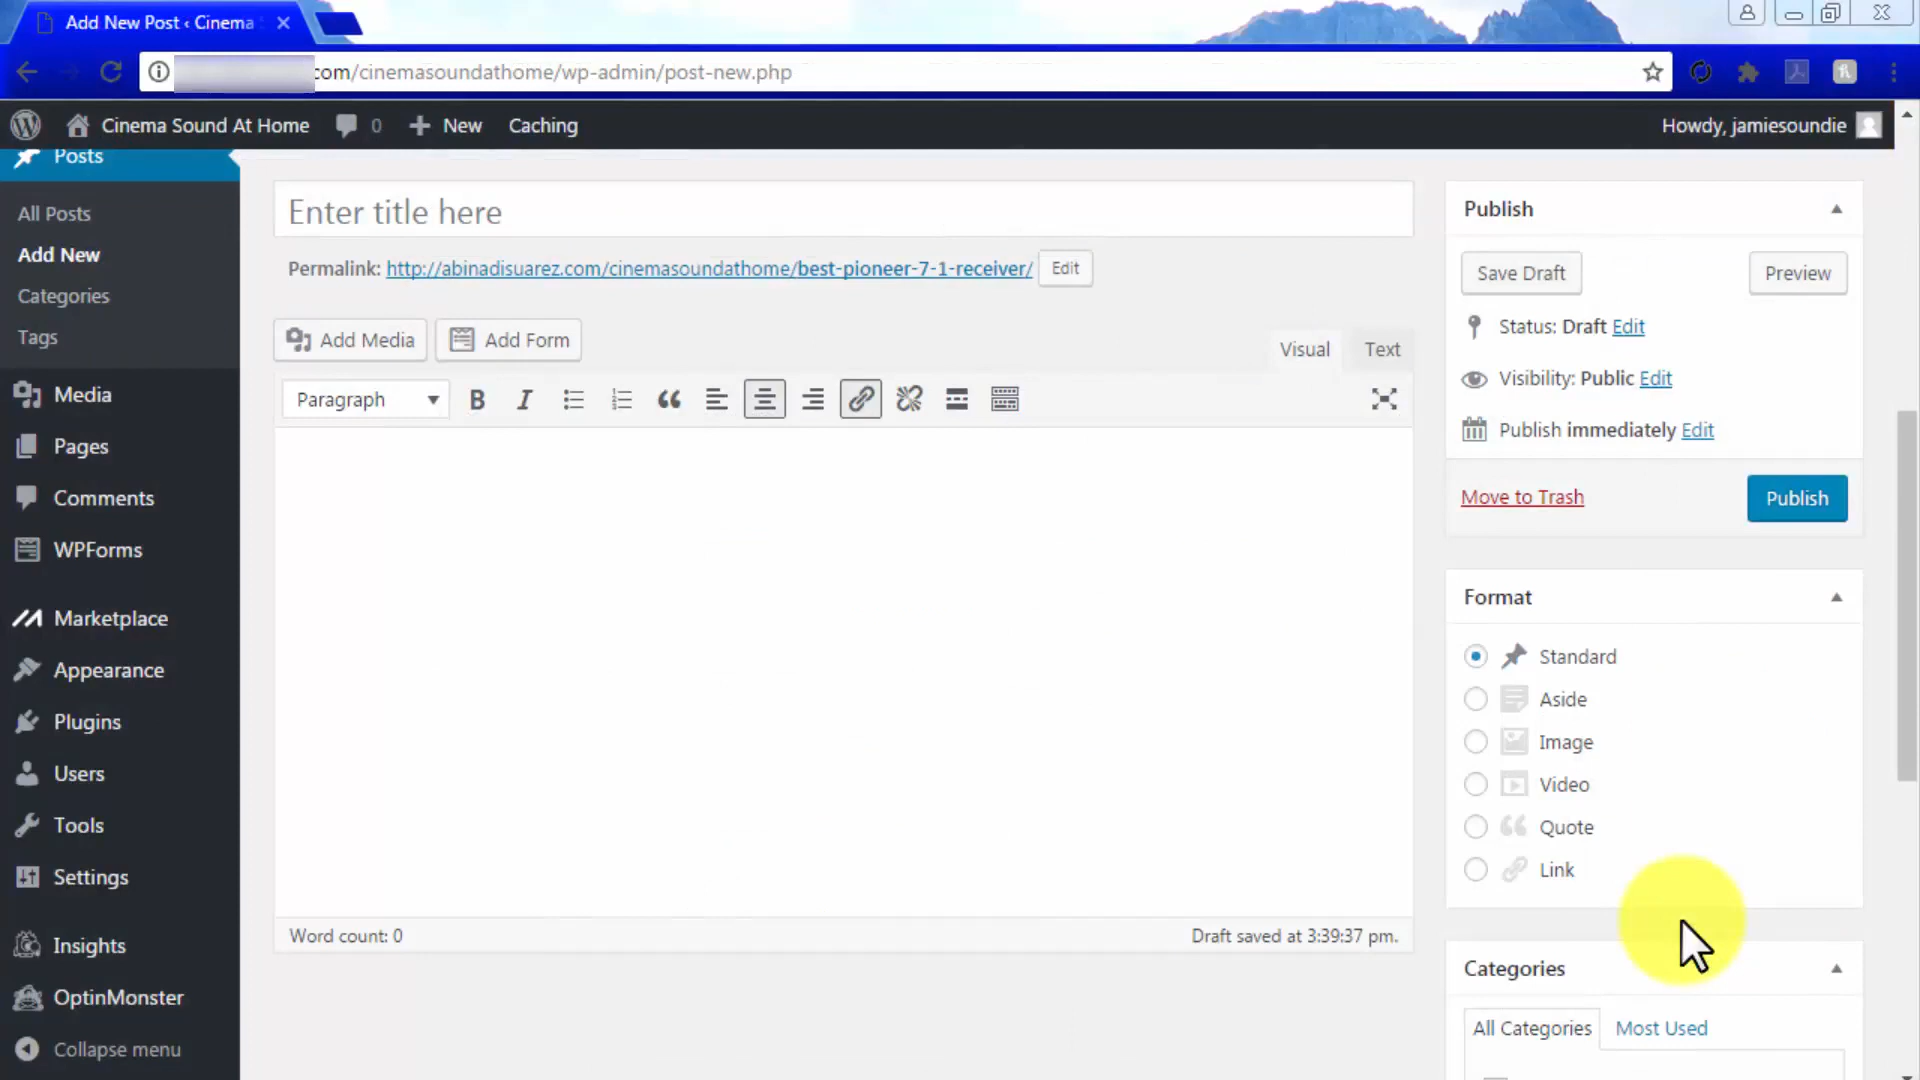 Add New Post ‹ Cinema
com/cinemasoundathome/wp-admin/post-new.php
Cinema Sound At Home 0 New Caching Howdy, jamiesoundie
Posts
All Posts
Add New
Categories
Tags
Media
Pages
Comments
WPForms
Marketplace
Appearance
Plugins
Users
Tools
Settings
Insights
OptinMonster
Collapse menu
Enter title here
Permalink: http://abinadisuarez.com/cinemasoundathome/best-pioneer-7-1-receiver/ Edit
Add Media Add Form Visual Text
Paragraph B I
Word count: 0 Draft saved at 3:39:37 pm.
Publish
Save Draft Preview
Status: Draft Edit
Visibility: Public Edit
Publish immediately Edit
Move to Trash Publish
Format
Standard
Aside
Image
Video
Quote
Link
Categories
All Categories Most Used